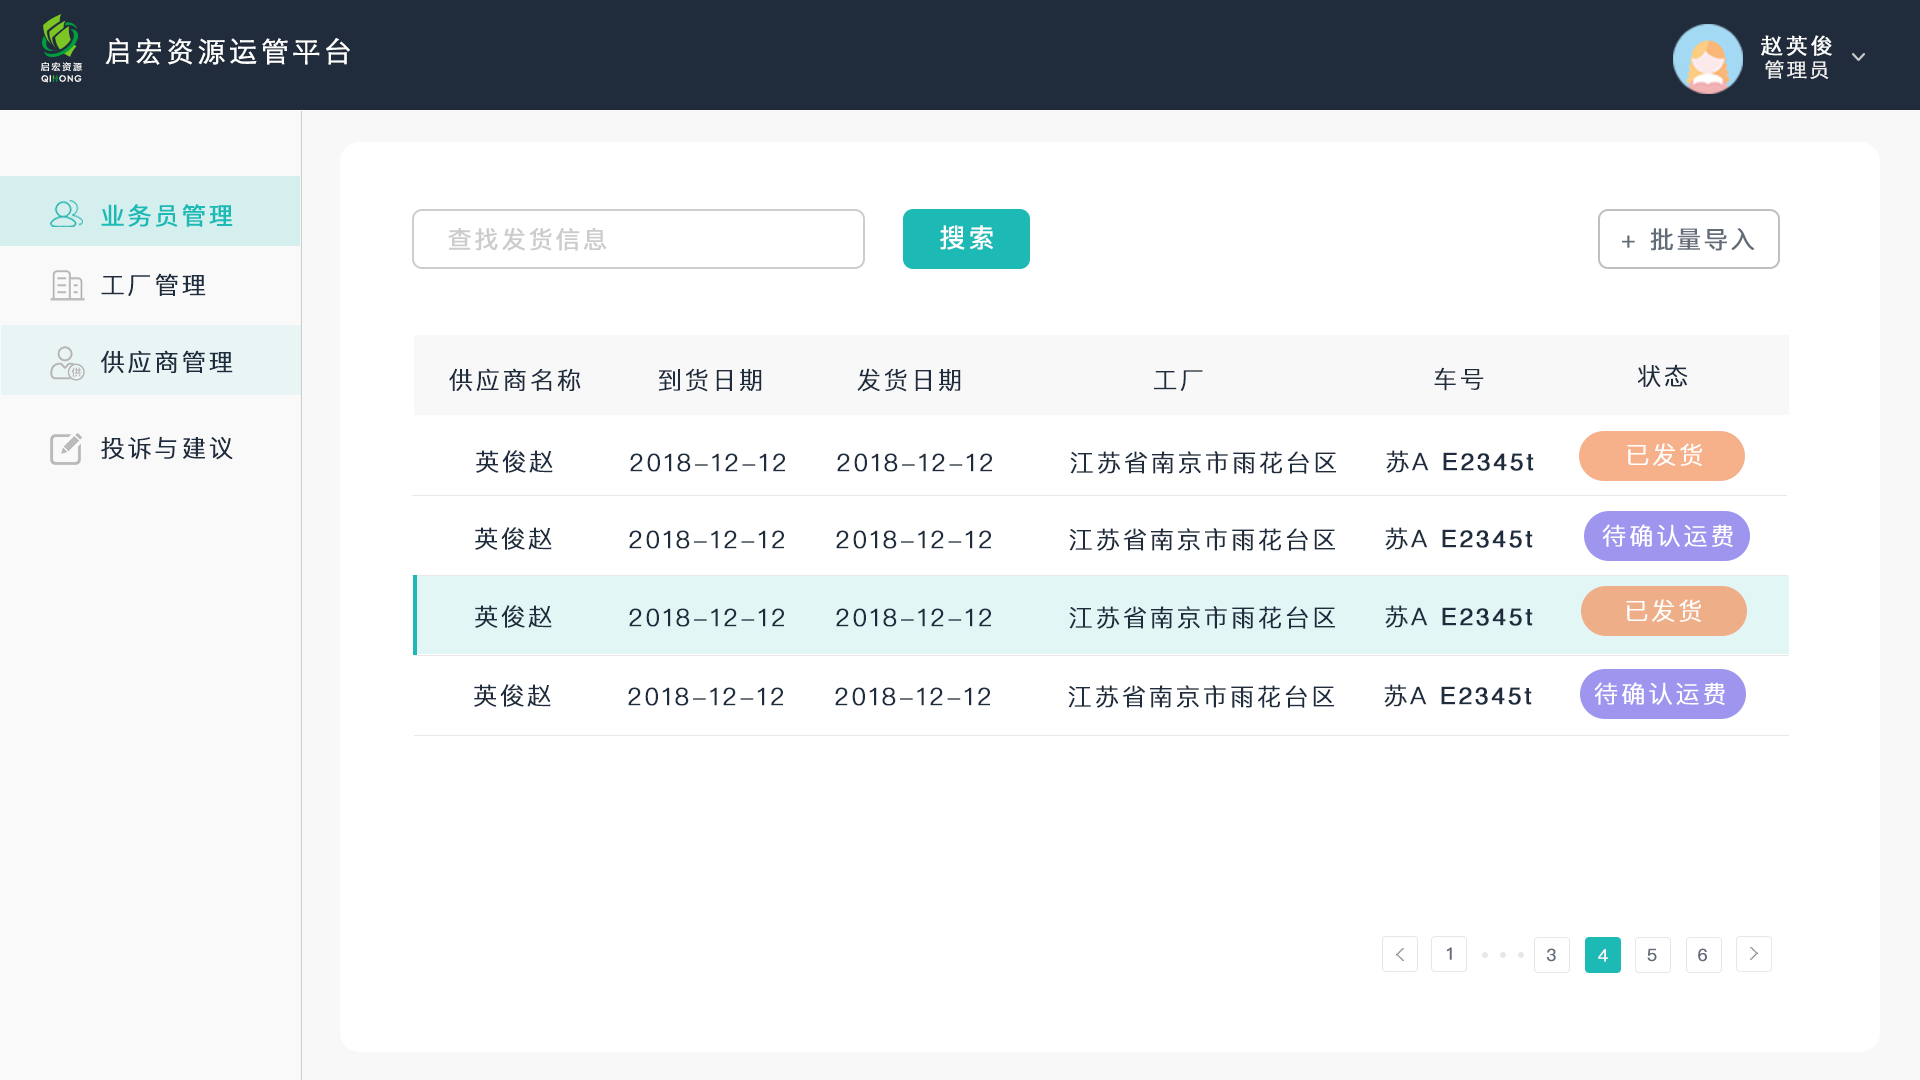 启宏资源
QIHONG
启宏资源运管平台
赵英俊
管理员
业务员管理
工厂管理
供应商管理
供
投诉与建议
查找发货信息
搜索
+ 批量导入
供应商名称 到货日期 发货日期 工厂 车号 状态
英俊赵 2018-12-12 2018-12-12 江苏省南京市雨花台区 苏A E2345t 已发货
英俊赵 2018-12-12 2018-12-12 江苏省南京市雨花台区 苏A E2345t 待确认运费
英俊赵 2018-12-12 2018-12-12 江苏省南京市雨花台区 苏A E2345t 已发货
英俊赵 2018-12-12 2018-12-12 江苏省南京市雨花台区 苏A E2345t 待确认运费
< 1 • • • 3 4 5 6 >